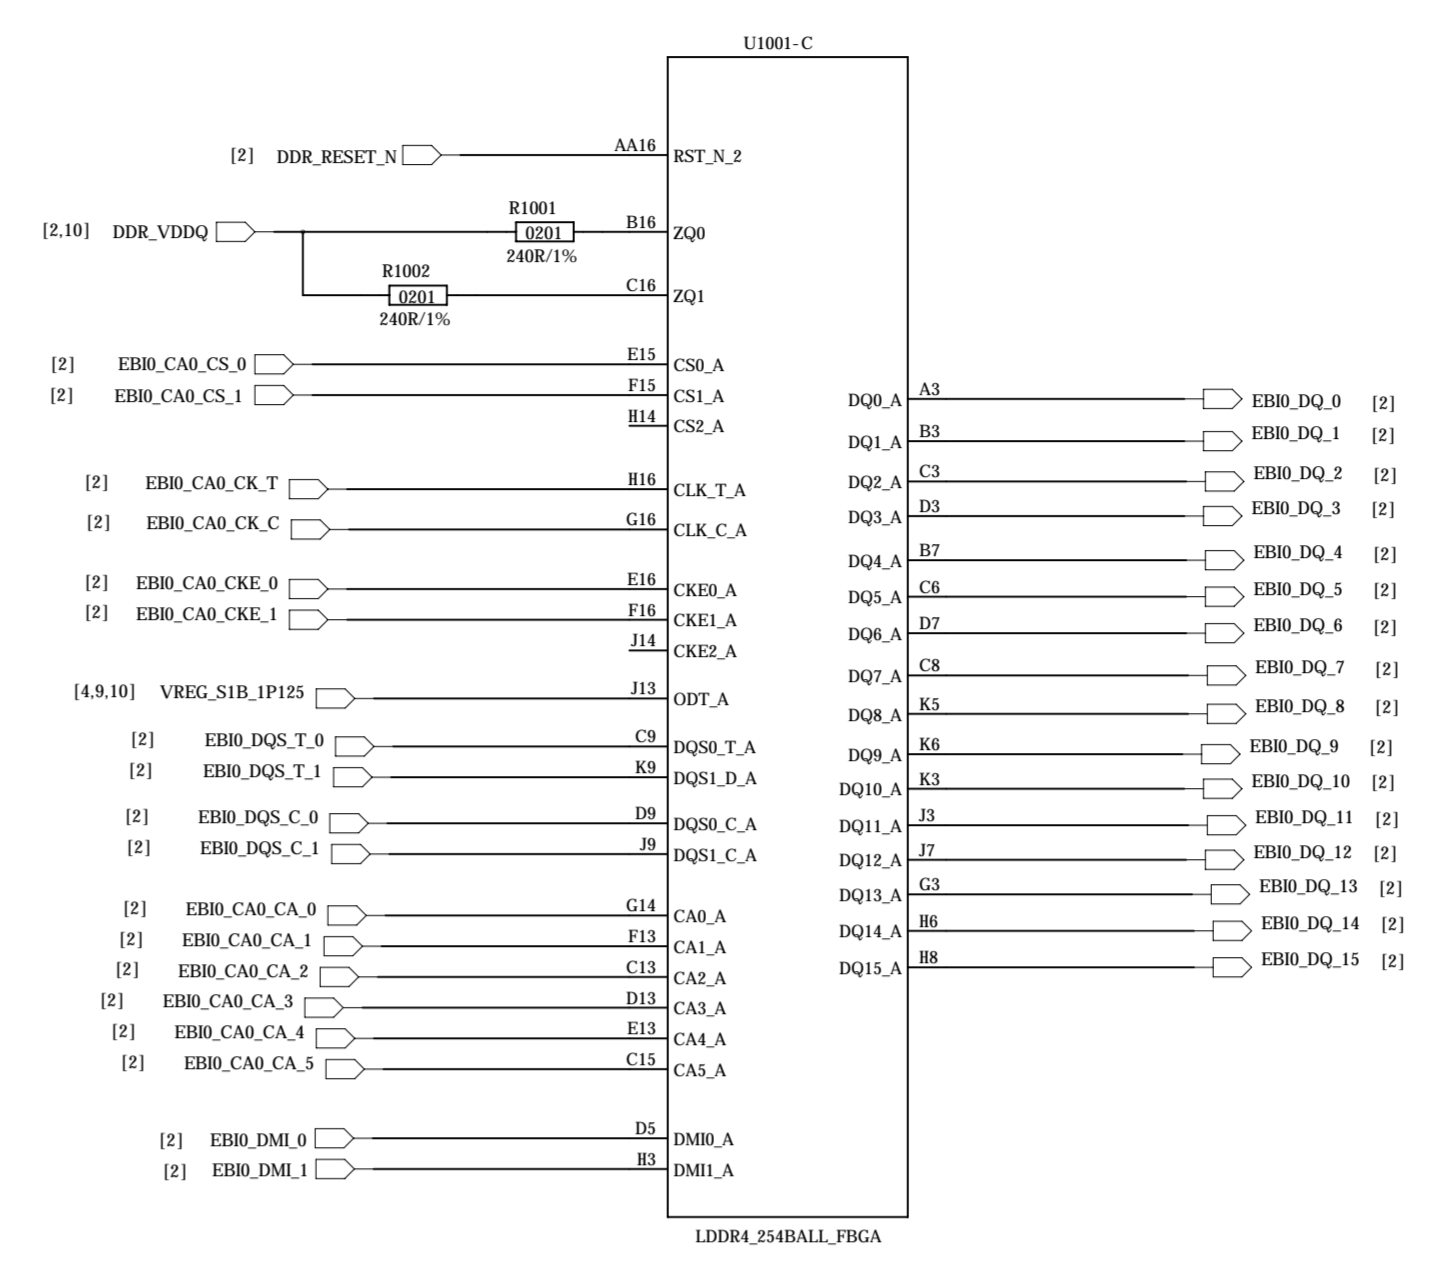 U1001-C
[2] DDR_RESET_N AA16 RST_N_2
R1001
[2,10] DDR_VDDQ 0201 B16 ZQ0
240R/1%
R1002
0201 C16 ZQ1
240R/1%
[2] EBI0_CA0_CS_0 E15 CS0_A
[2] EBI0_CA0_CS_1 F15 CS1_A
H14 CS2_A
[2] EBI0_CA0_CK_T H16 CLK_T_A
[2] EBI0_CA0_CK_C G16 CLK_C_A
[2] EBI0_CA0_CKE_0 E16 CKE0_A
[2] EBI0_CA0_CKE_1 F16 CKE1_A
J14 CKE2_A
[4,9,10] VREG_S1B_1P125 J13 ODT_A
[2] EBI0_DQS_T_0 C9 DQS0_T_A
[2] EBI0_DQS_T_1 K9 DQS1_D_A
[2] EBI0_DQS_C_0 D9 DQS0_C_A
[2] EBI0_DQS_C_1 J9 DQS1_C_A
[2] EBI0_CA0_CA_0 G14 CA0_A
[2] EBI0_CA0_CA_1 F13 CA1_A
[2] EBI0_CA0_CA_2 C13 CA2_A
[2] EBI0_CA0_CA_3 D13 CA3_A
[2] EBI0_CA0_CA_4 E13 CA4_A
[2] EBI0_CA0_CA_5 C15 CA5_A
[2] EBI0_DMI_0 D5 DMI0_A
[2] EBI0_DMI_1 H3 DMI1_A
DQ0_A A3 EBI0_DQ_0 [2]
DQ1_A B3 EBI0_DQ_1 [2]
DQ2_A C3 EBI0_DQ_2 [2]
DQ3_A D3 EBI0_DQ_3 [2]
DQ4_A B7 EBI0_DQ_4 [2]
DQ5_A C6 EBI0_DQ_5 [2]
DQ6_A D7 EBI0_DQ_6 [2]
DQ7_A C8 EBI0_DQ_7 [2]
DQ8_A K5 EBI0_DQ_8 [2]
DQ9_A K6 EBI0_DQ_9 [2]
DQ10_A K3 EBI0_DQ_10 [2]
DQ11_A J3 EBI0_DQ_11 [2]
DQ12_A J7 EBI0_DQ_12 [2]
DQ13_A G3 EBI0_DQ_13 [2]
DQ14_A H6 EBI0_DQ_14 [2]
DQ15_A H8 EBI0_DQ_15 [2]
LDDR4_254BALL_FBGA